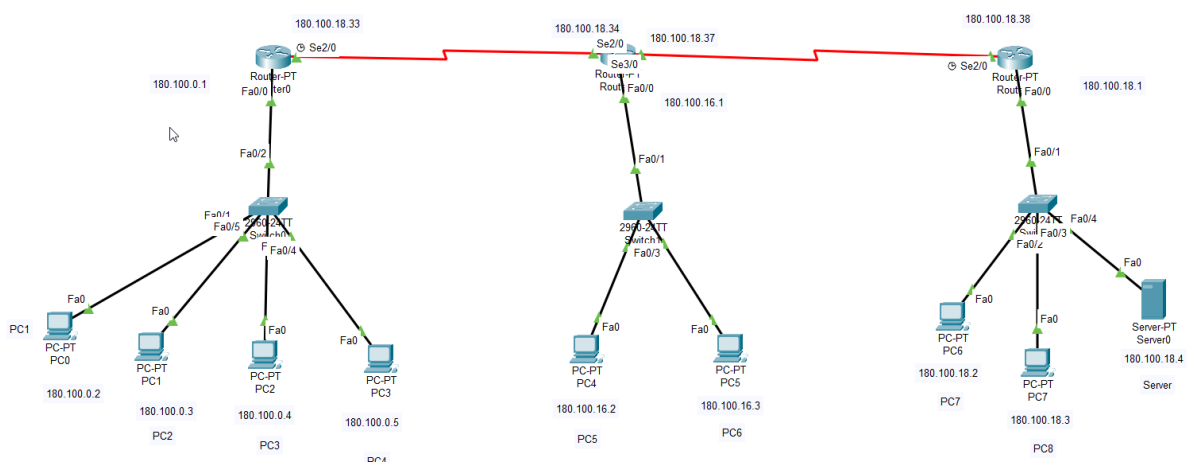 180.100.18.33
180.100.18.34
180.100.18.37
180.100.18.38
Se2/0
Se2/0
Se3/0
Se2/0
180.100.0.1
Router-PT
Fa0/0
Fa0/0
180.100.16.1
Fa0/0
180.100.18.1
Fa0/2
Fa0/1
Fa0/1
Fa0/1
Fa0/5
2960-24TT
Switch0
Fa0/4
2960-24TT
Switch1
Fa0/3
2960-24TT
Fa0/4
Fa0/3
Fa0/2
PC1
Fa0
PC-PT
PC0
180.100.0.2
Fa0
PC-PT
PC1
180.100.0.3
PC2
Fa0
PC-PT
PC2
180.100.0.4
PC3
Fa0
PC-PT
PC3
180.100.0.5
PC4
Fa0
PC-PT
PC4
180.100.16.2
PC5
Fa0
PC-PT
PC5
180.100.16.3
PC6
Fa0
PC-PT
PC6
180.100.18.2
PC7
Fa0
PC-PT
PC7
180.100.18.3
PC8
Fa0
Server-PT
Server0
180.100.18.4
Server